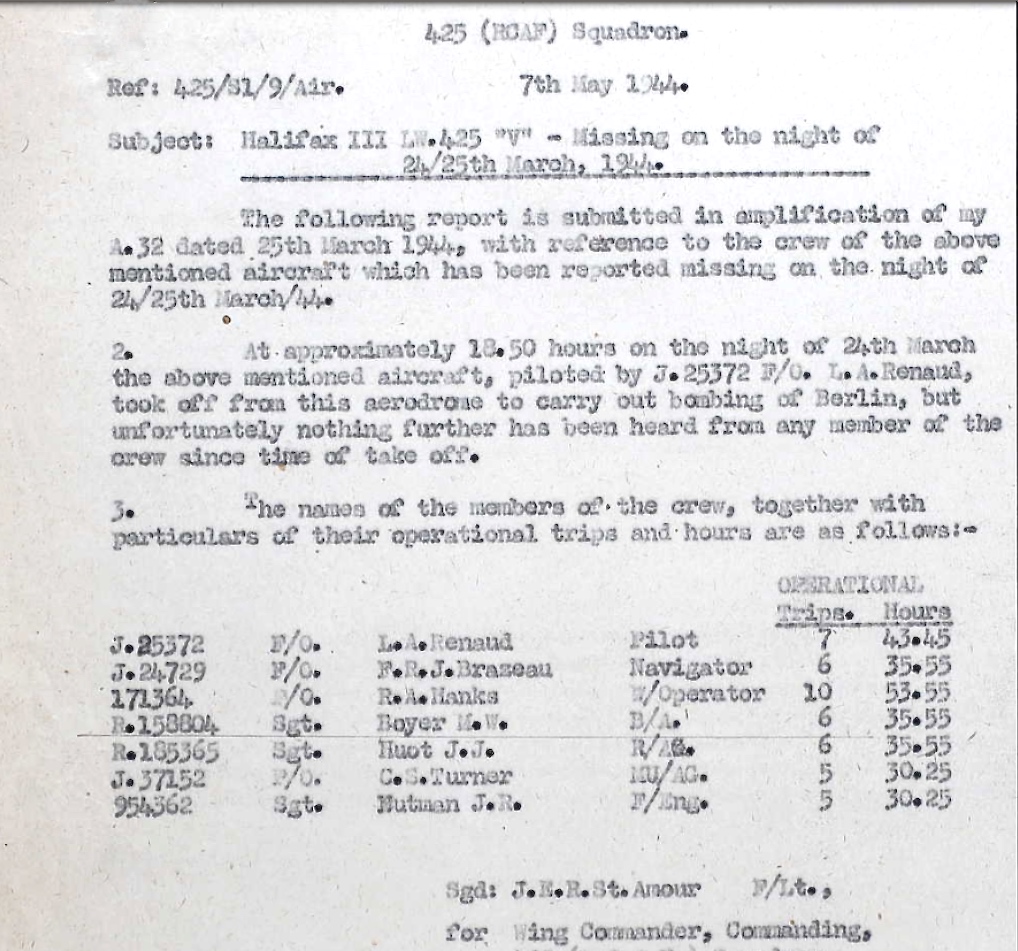 425 (RCAF) Squadron.
Ref: 425/S1/9/Air. 7th May 1944.
Subject: Halifax III LW.425 "V" - Missing on the night of
24/25th March, 1944.
The following report is submitted in amplification of my
A.32 dated 25th March 1944, with reference to the crew of the above
mentioned aircraft which has been reported missing on the night of
24/25th March/44.
2. At approximately 18.50 hours on the night of 24th March
the above mentioned aircraft, piloted by J.25372 F/O. L.A.Renaud,
took off from this aerodrome to carry out bombing of Berlin, but
unfortunately nothing further has been heard from any member of the
crew since time of take off.
3. The names of the members of the crew, together with
particulars of their operational trips and hours are as follows:-
OPERATIONAL
Trips. Hours
J.25372 F/O. L.A.Renaud Pilot 7 43.45
J.24729 F/O. F.R.J.Brazeau Navigator 6 35.55
171364 P/O. R.A.Hanks W/Operator 10 53.55
R.158804 Sgt. Boyer M.W. B/A. 6 35.55
R.185365 Sgt. Huot J.J. R/AG. 6 35.55
J.37152 P/O. C.S.Turner MU/AG. 5 30.25
954362 Sgt. Nutman J.R. F/Eng. 5 30.25
Sgd: J.E.R.St.Amour F/Lt.,
for Wing Commander, Commanding,